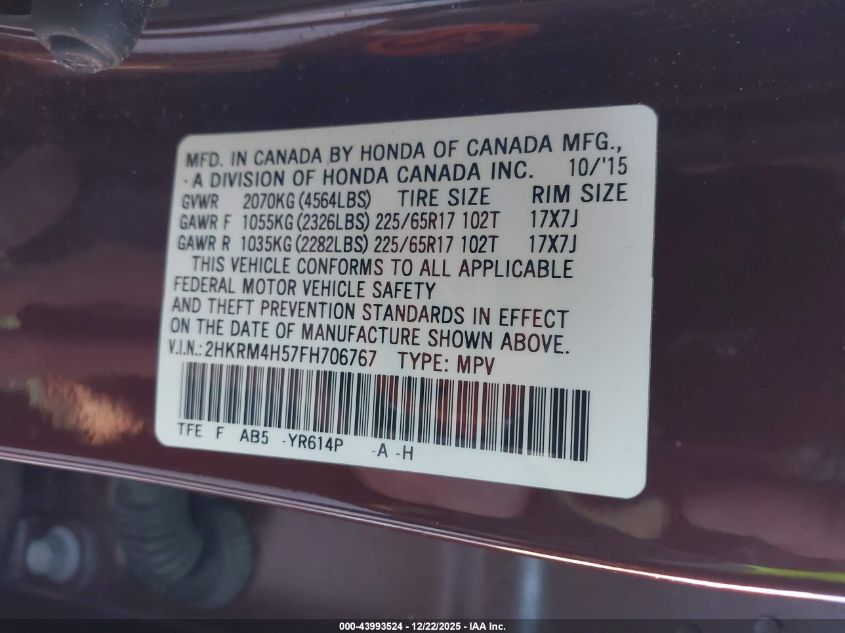 MFD. IN CANADA BY HONDA OF CANADA MFG.,
A DIVISION OF HONDA CANADA INC. 10/'15
GVWR 2070KG (4564LBS) TIRE SIZE RIM SIZE
GAWR F 1055KG (2326LBS) 225/65R17 102T 17X7J
GAWR R 1035KG (2282LBS) 225/65R17 102T 17X7J
THIS VEHICLE CONFORMS TO ALL APPLICABLE
FEDERAL MOTOR VEHICLE SAFETY
AND THEFT PREVENTION STANDARDS IN EFFECT
ON THE DATE OF MANUFACTURE SHOWN ABOVE.
V.I.N.: 2HKRM4H57FH706767 TYPE: MPV
TFE F AB5 -YR614P -A -H
000-43993524 - 12/22/2025 - IAA Inc.